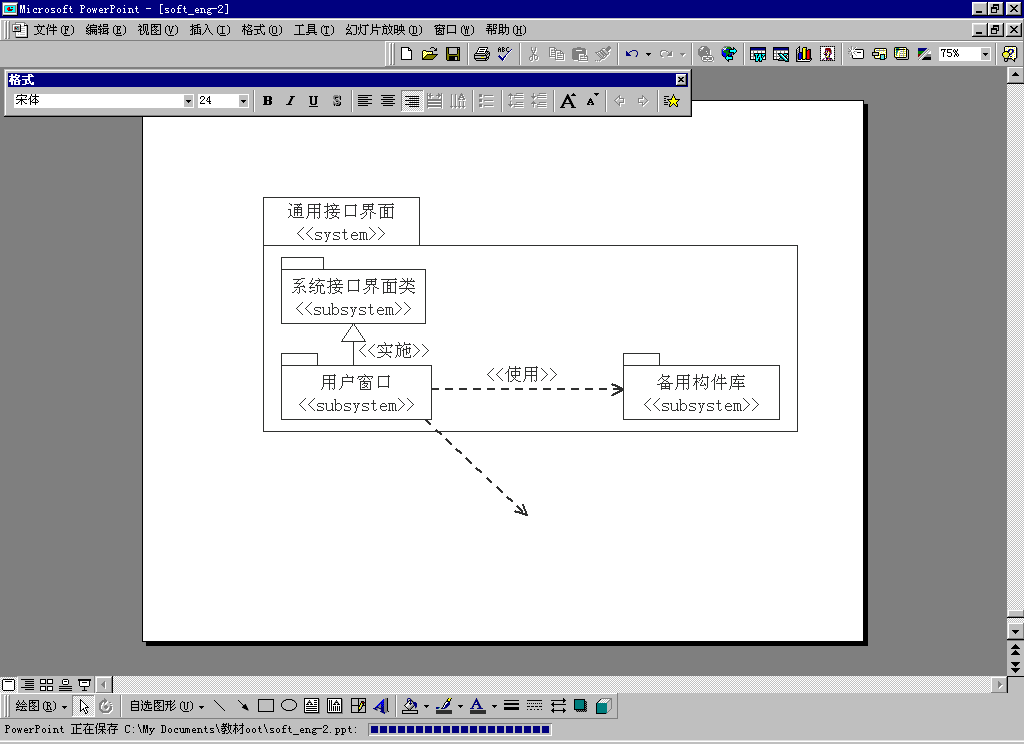 Microsoft PowerPoint - [soft_eng-2]
文件(F) 编辑(E) 视图(V) 插入(I) 格式(O) 工具(T) 幻灯片放映(D) 窗口(W) 帮助(H)
75%
格式
宋体 24 B I U S A A
通用接口界面
<<system>>
系统接口界面类
<<subsystem>>
<<实施>>
用户窗口
<<subsystem>>
<<使用>>
备用构件库
<<subsystem>>
绘图(R) 自选图形(U)
PowerPoint 正在保存 C:\My Documents\教材oot\soft_eng-2.ppt: